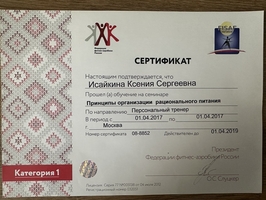 СЕРТИФИКАТ
Настоящим подтверждается, что
Исайкина Ксения Сергеевна
Прошел(а) обучение на семинаре
Принципы организации рационального питания
По направлению Персональный тренер
В период с 01.04.2017 по 01.04.2017
г. Москва
Номер сертификата 08-8852 Действителен до 01.04.2019
Президент
Федерации фитнес-аэробики России
Категория 1